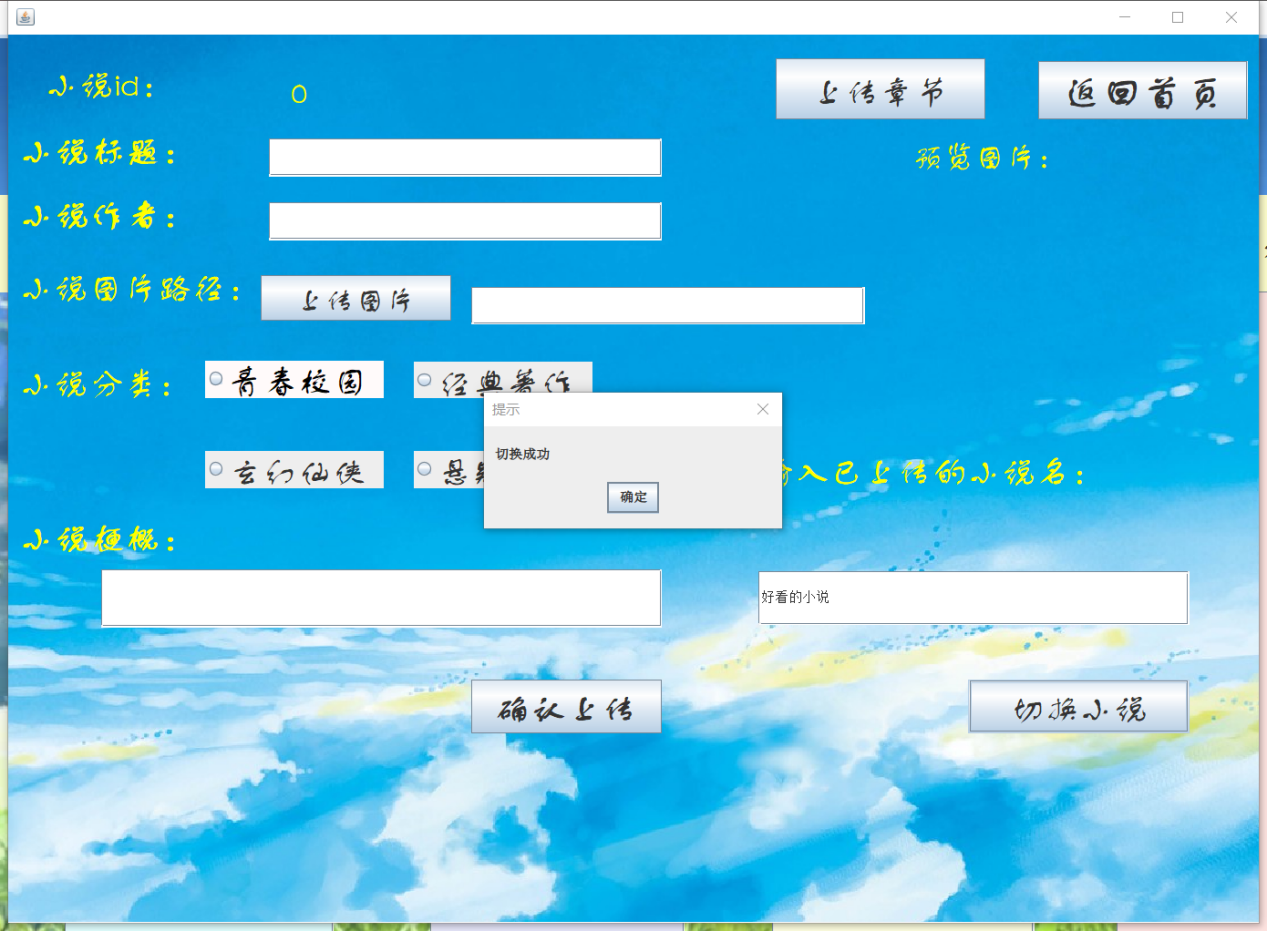 小说id：
0
上传章节
返回首页
小说标题：
预览图片：
小说作者：
小说图片路径：
上传图片
小说分类：
青春校园
经典著作
提示
切换成功
确定
玄幻仙侠
悬
入已上传的小说名：
小说梗概：
好看的小说
确认上传
切换小说